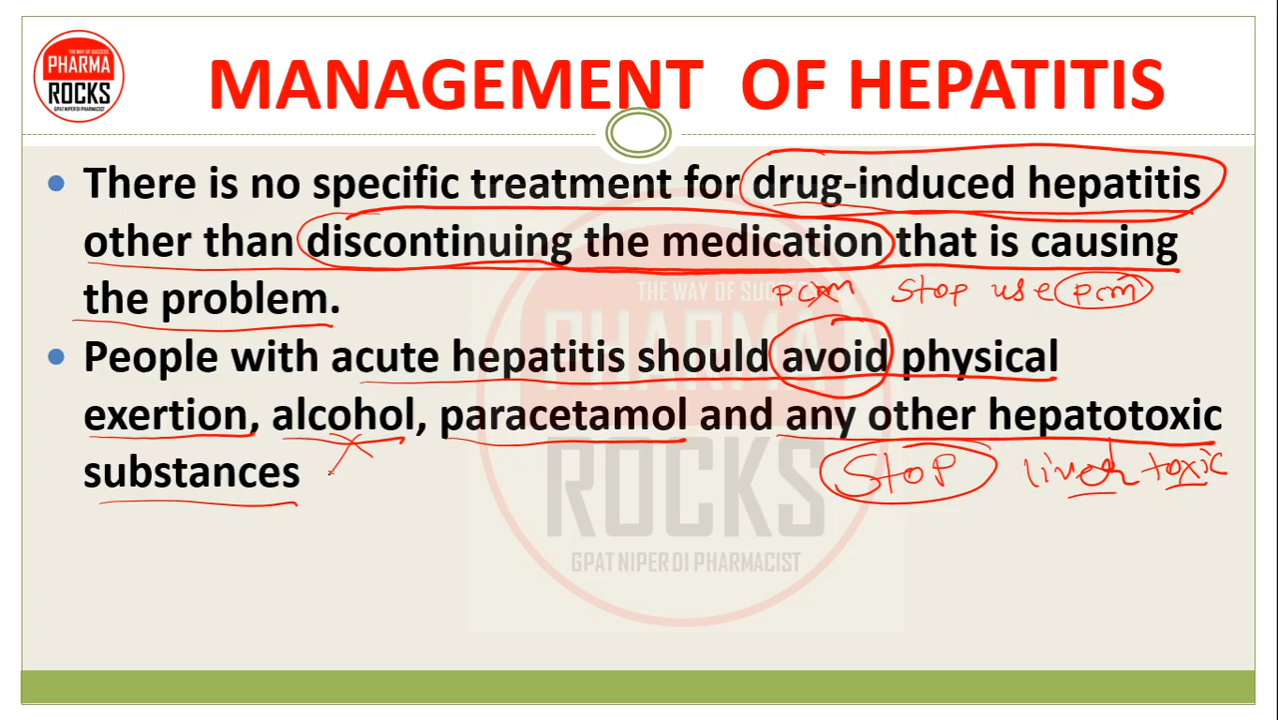 THE WAY OF SUCCESS
PHARMA
ROCKS
GPAT NIPER DI PHARMACIST
MANAGEMENT OF HEPATITIS
• There is no specific treatment for drug-induced hepatitis
other than discontinuing the medication that is causing
the problem.
pcm stop use pcm
• People with acute hepatitis should avoid physical
exertion, alcohol, paracetamol and any other hepatotoxic
substances
STOP liver toxic
THE WAY OF SUCCESS
PHARMA
ROCKS
GPAT NIPER DI PHARMACIST